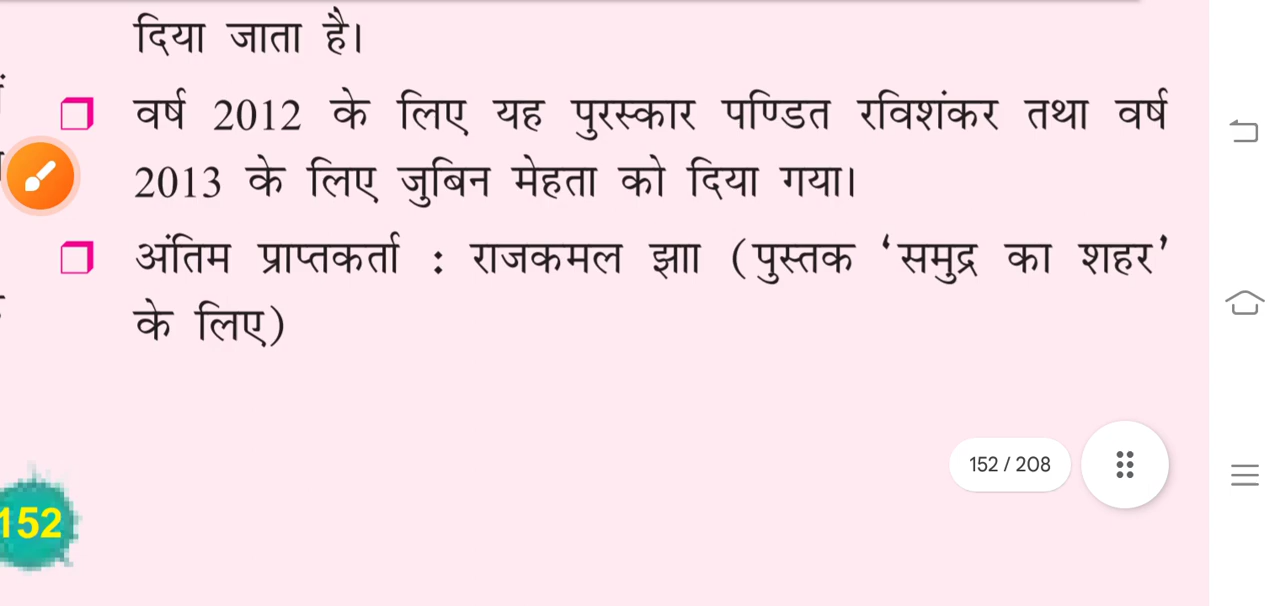 दिया जाता है।
वर्ष 2012 के लिए यह पुरस्कार पण्डित रविशंकर तथा वर्ष
2013 के लिए जुबिन मेहता को दिया गया।
अंतिम प्राप्तकर्ता : राजकमल झाा (पुस्तक ‘समुद्र का शहर’
के लिए)
152 / 208
152